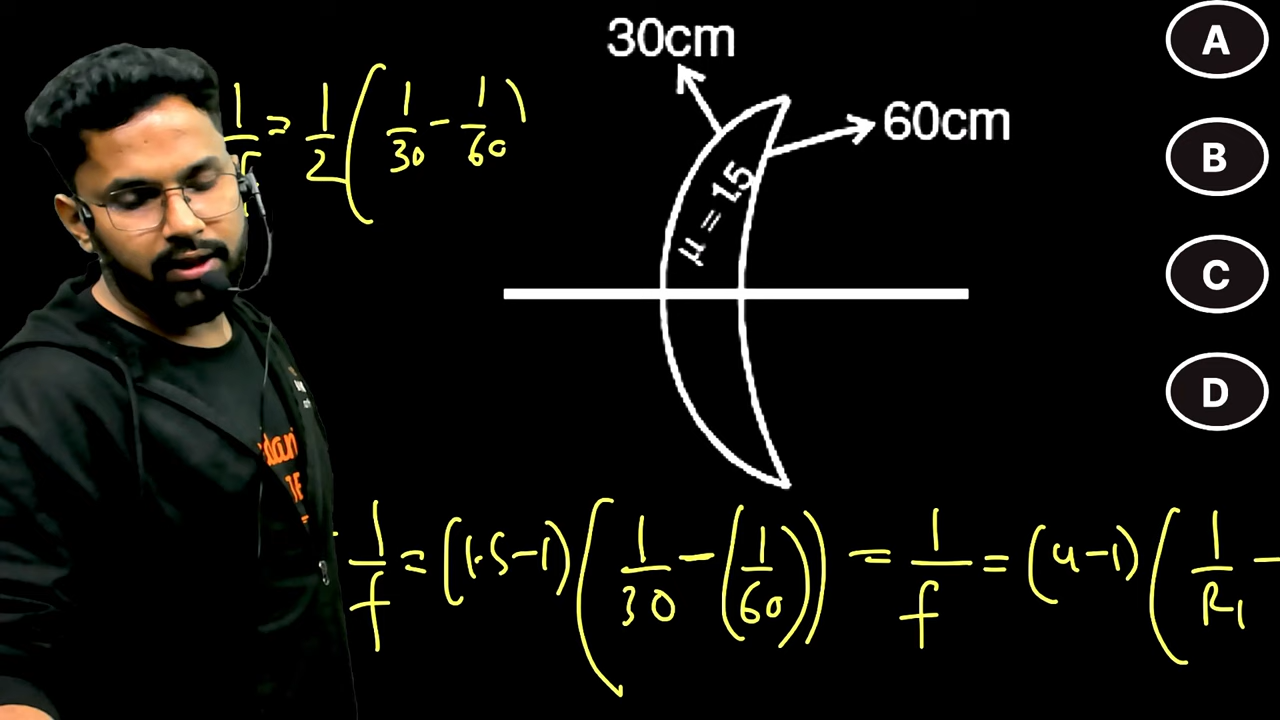 30cm
A
1/f = 1/2 ( 1/30 - 1/60 )
60cm
B
μ = 1.5
C
D
1/f = (1.5-1) ( 1/30 - (1/60) ) = 1/f = (u-1) ( 1/R1 -